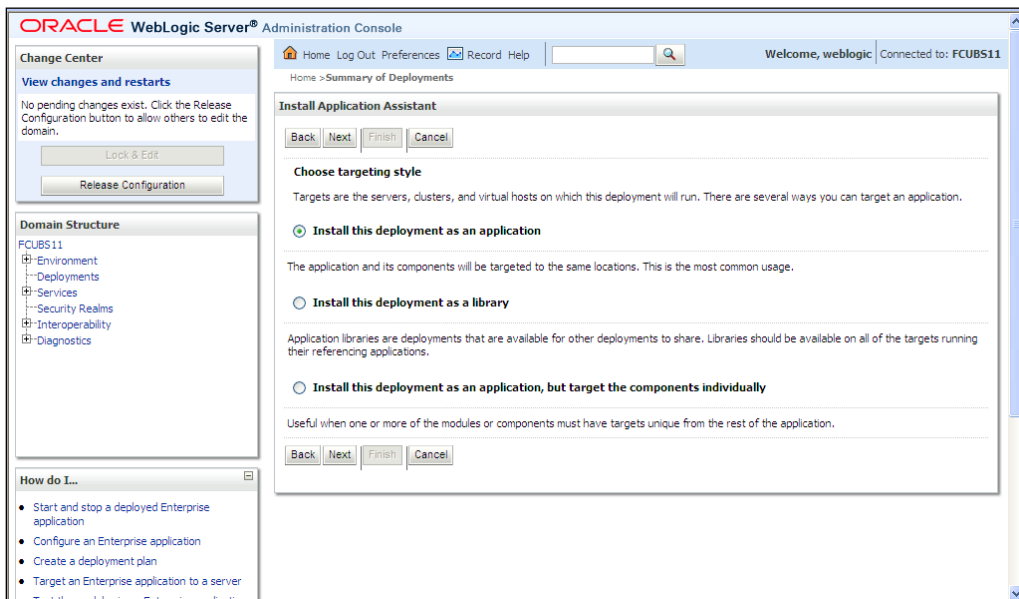 ORACLE WebLogic Server® Administration Console
Change Center
View changes and restarts
No pending changes exist. Click the Release
Configuration button to allow others to edit the
domain.
Lock & Edit
Release Configuration
Domain Structure
FCUBS11
Environment
Deployments
Services
Security Realms
Interoperability
Diagnostics
How do I...
Start and stop a deployed Enterprise
application
Configure an Enterprise application
Create a deployment plan
Target an Enterprise application to a server
Home Log Out Preferences Record Help
Welcome, weblogic Connected to: FCUBS11
Home >Summary of Deployments
Install Application Assistant
Back Next Finish Cancel
Choose targeting style
Targets are the servers, clusters, and virtual hosts on which this deployment will run. There are several ways you can target an application.
Install this deployment as an application
The application and its components will be targeted to the same locations. This is the most common usage.
Install this deployment as a library
Application libraries are deployments that are available for other deployments to share. Libraries should be available on all of the targets running
their referencing applications.
Install this deployment as an application, but target the components individually
Useful when one or more of the modules or components must have targets unique from the rest of the application.
Back Next Finish Cancel